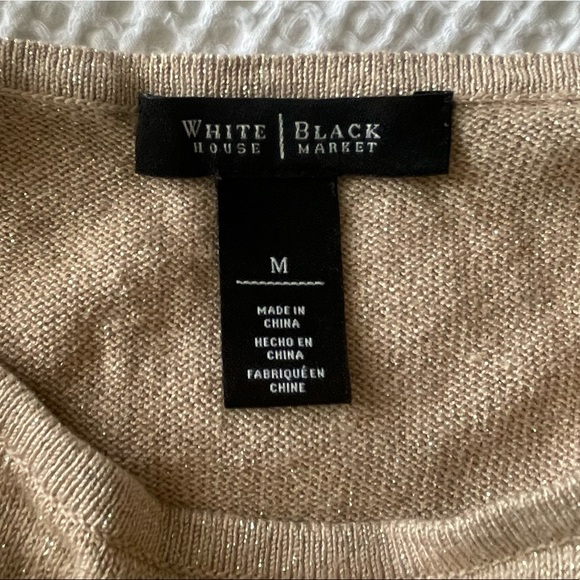 WHITE | BLACK
HOUSE | MARKET
M
MADE IN
CHINA
HECHO EN
CHINA
FABRIQUÉ EN
CHINE